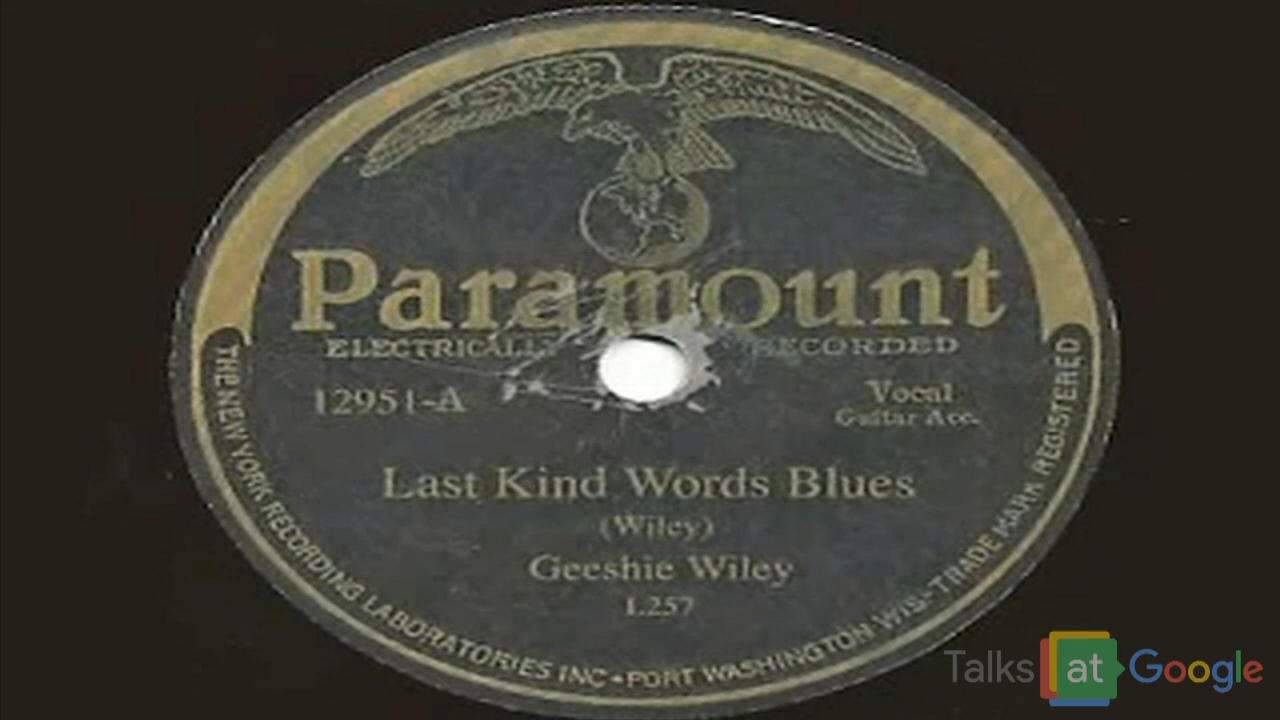 Paramount
ELECTRICALLY RECORDED
12951-A
Vocal
Guitar Acc.
Last Kind Words Blues
(Wiley)
Geeshie Wiley
L257
THE NEW YORK RECORDING LABORATORIES INC • PORT WASHINGTON WIS- TRADE MARK REGISTERED
Talks at Google